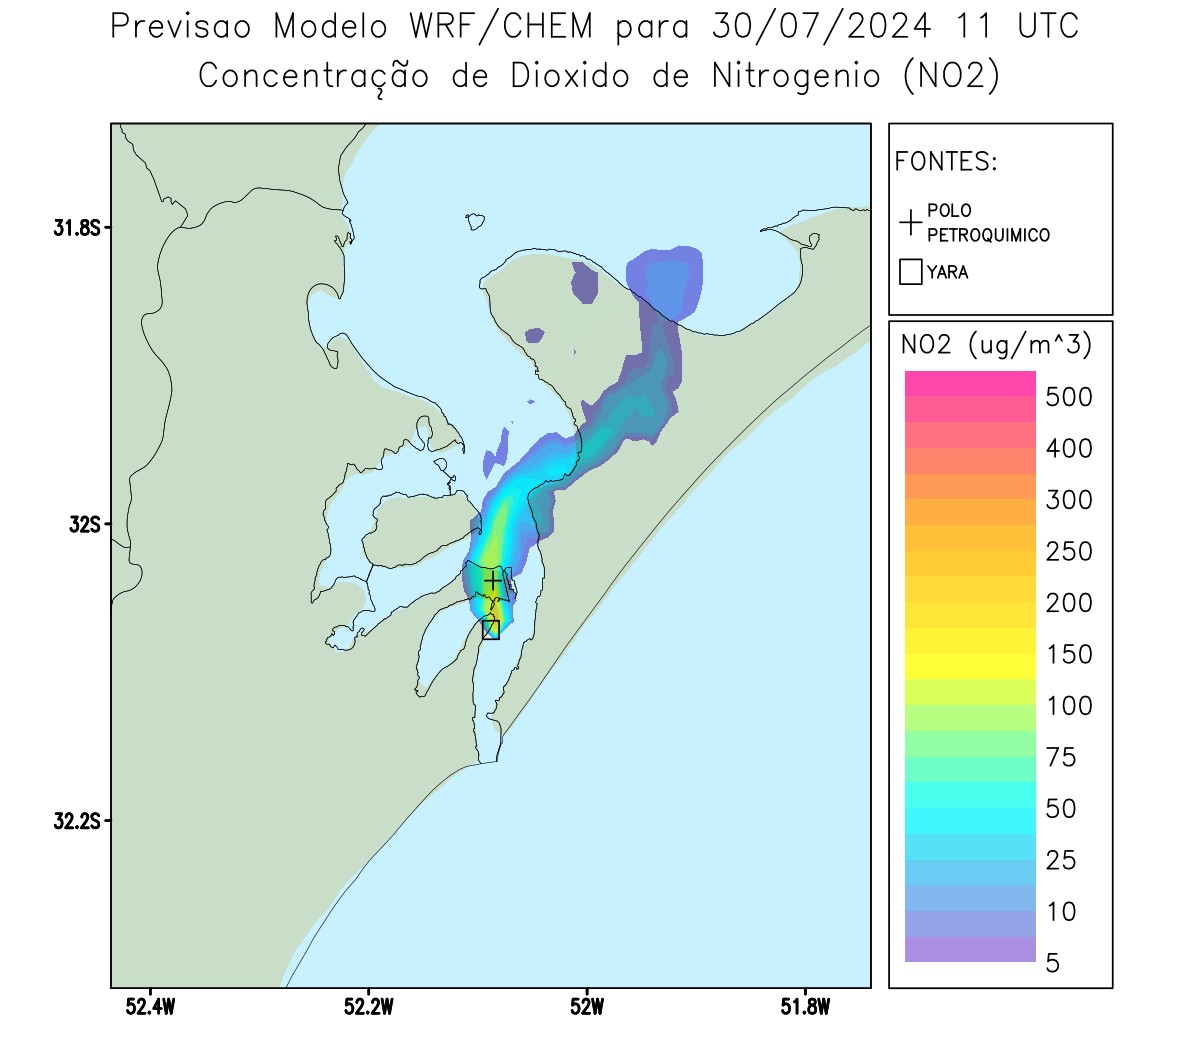 Previsao Modelo WRF/CHEM para 30/07/2024 11 UTC
Concentração de Dioxido de Nitrogenio (NO2)
FONTES:
POLO
PETROQUIMICO
YARA
NO2 (ug/m^3)
500
400
300
250
200
150
100
75
50
25
10
5
31.8S
32S
32.2S
52.4W
52.2W
52W
51.8W